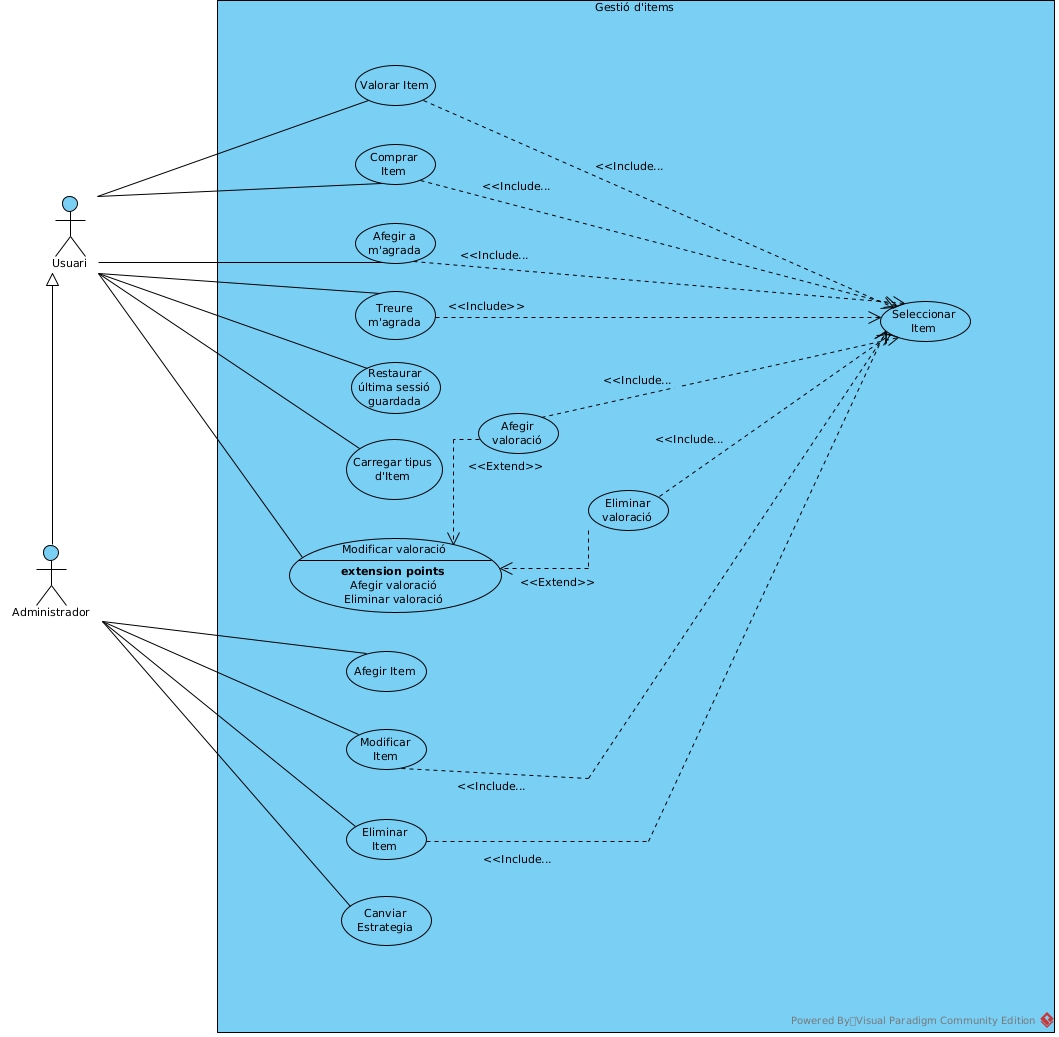 Gestió d'items
Valorar Item
<<Include...
Comprar
Item
<<Include...
Afegir a
m'agrada
<<Include...
Usuari
Treure
m'agrada
<<Include>>
Seleccionar
Item
Restaurar
última sessió
guardada
<<Include...
Afegir
valoració
<<Include...
Carregar tipus
d'Item
<<Extend>>
Eliminar
valoració
Modificar valoració
extension points
Afegir valoració
Eliminar valoració
<<Extend>>
Administrador
Afegir Item
Modificar
Item
<<Include...
Eliminar
Item
<<Include...
Canviar
Estrategia
Powered By Visual Paradigm Community Edition